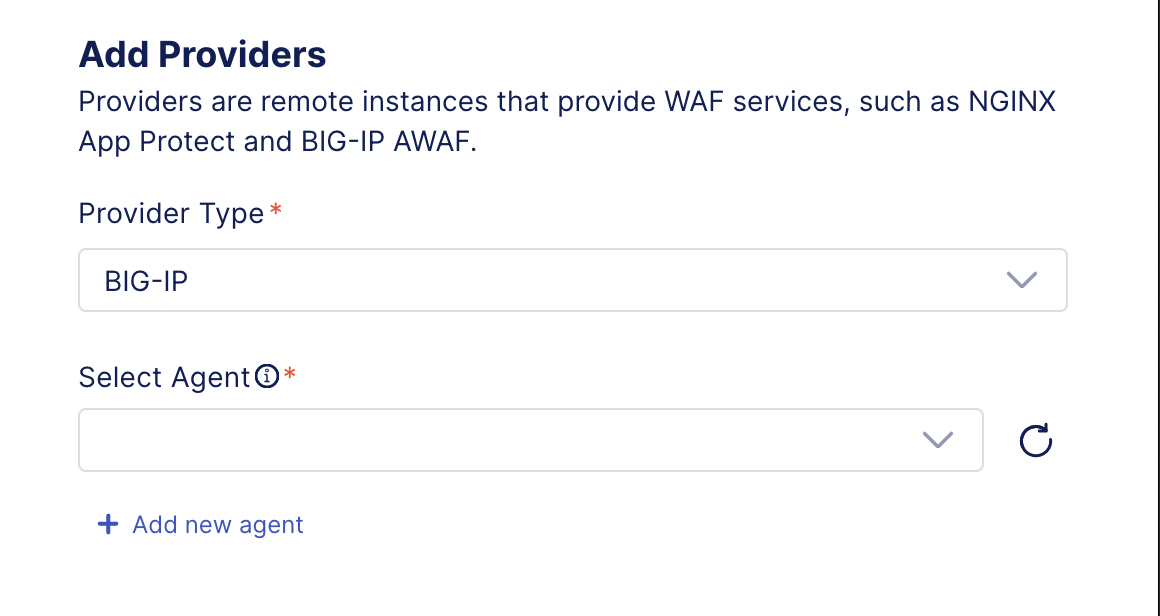 Add Providers
Providers are remote instances that provide WAF services, such as NGINX
App Protect and BIG-IP AWAF.
Provider Type*
BIG-IP
Select Agent*
+ Add new agent